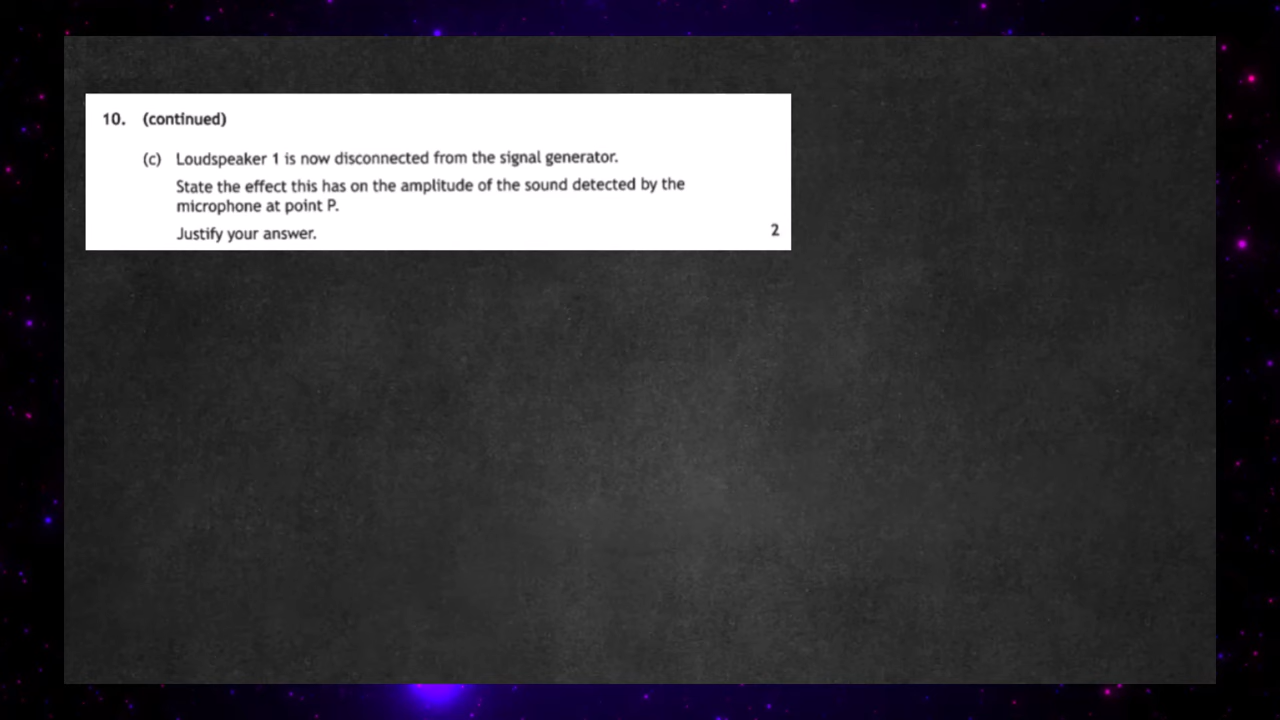 10. (continued)
(c) Loudspeaker 1 is now disconnected from the signal generator.
State the effect this has on the amplitude of the sound detected by the
microphone at point P.
Justify your answer.
2